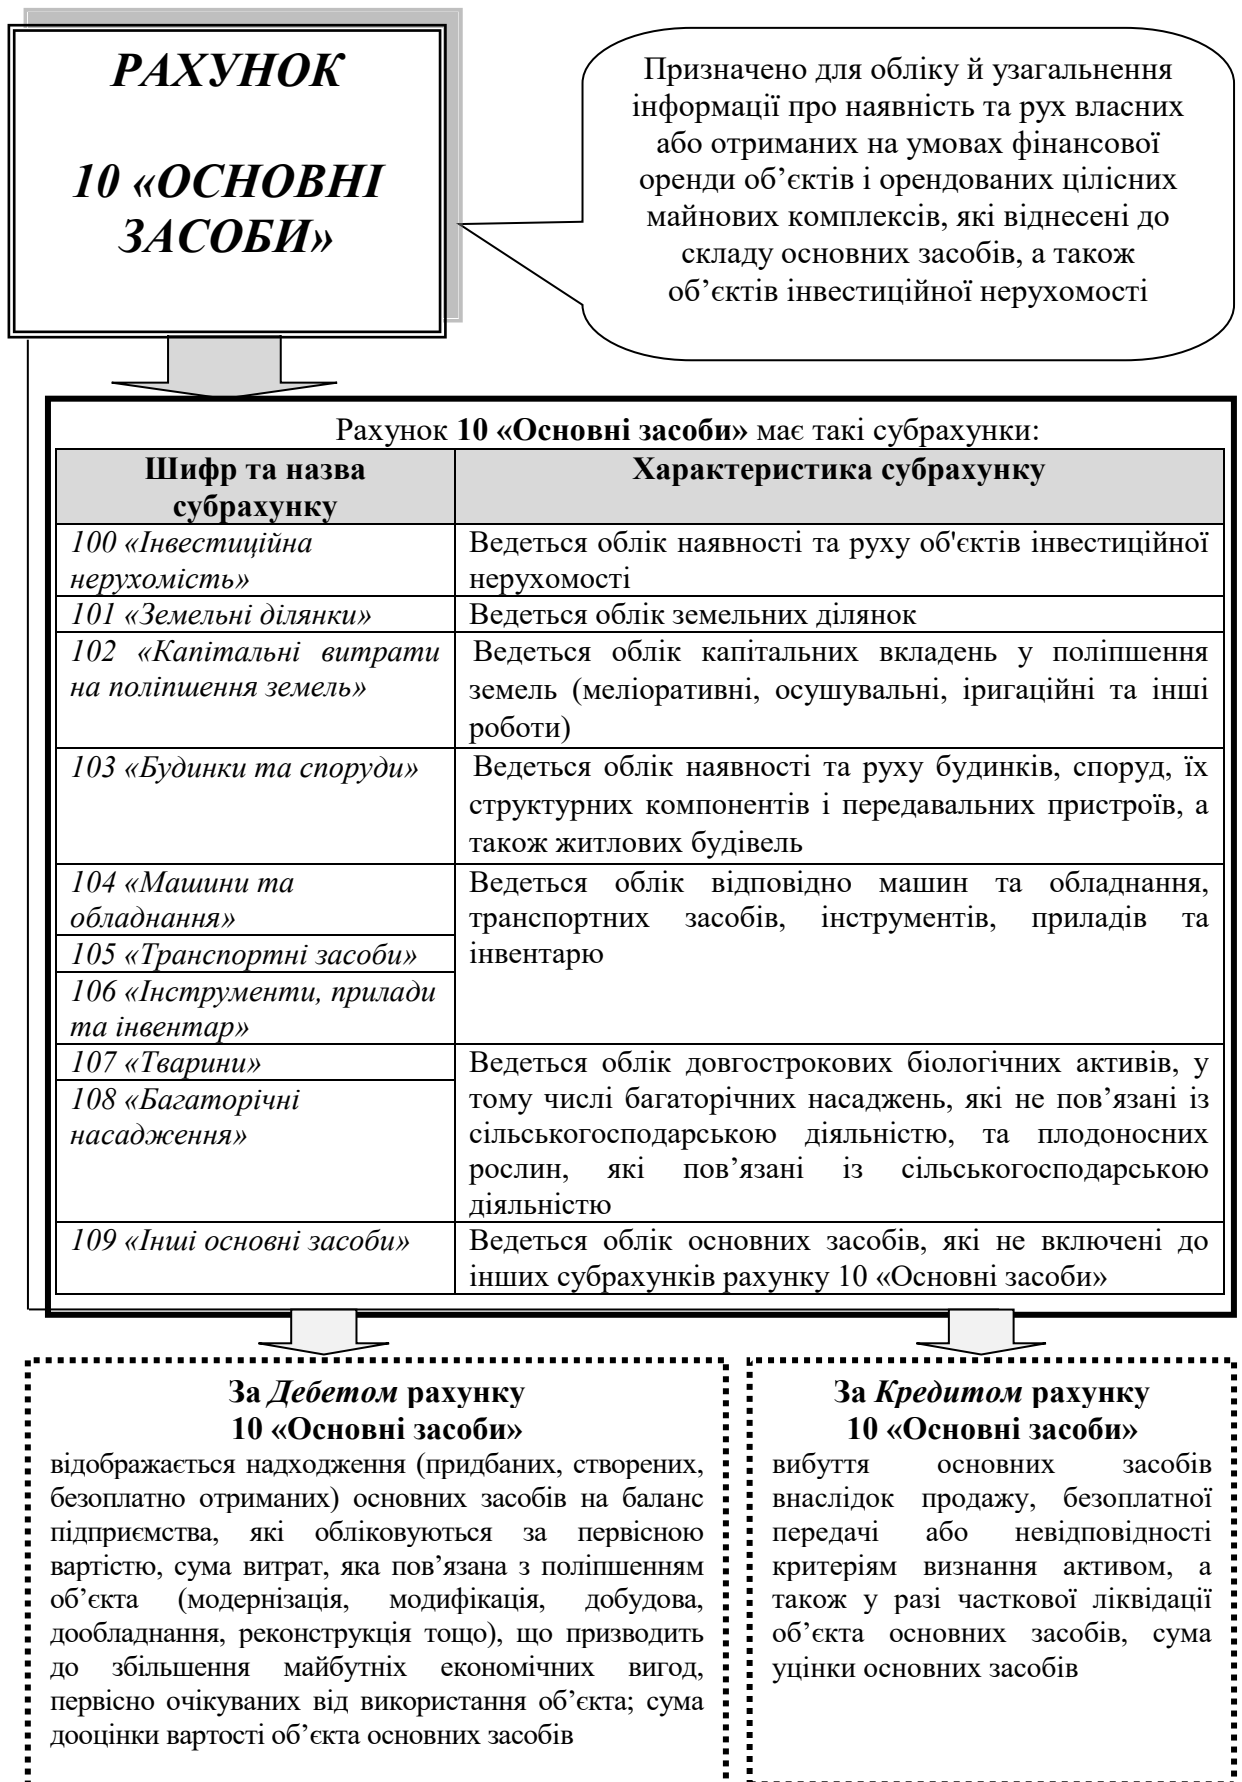 РАХУНОК
10 «ОСНОВНІ
ЗАСОБИ»
Призначено для обліку й узагальнення
інформації про наявність та рух власних
або отриманих на умовах фінансової
оренди об’єктів і орендованих цілісних
майнових комплексів, які віднесені до
складу основних засобів, а також
об’єктів інвестиційної нерухомості
Рахунок 10 «Основні засоби» має такі субрахунки:
Шифр та назва
субрахунку
Характеристика субрахунку
100 «Інвестиційна
нерухомість»
Ведеться облік наявності та руху об'єктів інвестиційної
нерухомості
101 «Земельні ділянки»
Ведеться облік земельних ділянок
102 «Капітальні витрати
на поліпшення земель»
Ведеться облік капітальних вкладень у поліпшення
земель (меліоративні, осушувальні, іригаційні та інші
роботи)
103 «Будинки та споруди»
Ведеться облік наявності та руху будинків, споруд, їх
структурних компонентів і передавальних пристроїв, а
також житлових будівель
104 «Машини та
обладнання»
105 «Транспортні засоби»
106 «Інструменти, прилади
та інвентар»
Ведеться облік відповідно машин та обладнання,
транспортних засобів, інструментів, приладів та
інвентарю
107 «Тварини»
108 «Багаторічні
насадження»
Ведеться облік довгострокових біологічних активів, у
тому числі багаторічних насаджень, які не пов’язані із
сільськогосподарською діяльністю, та плодоносних
рослин, які пов’язані із сільськогосподарською
діяльністю
109 «Інші основні засоби»
Ведеться облік основних засобів, які не включені до
інших субрахунків рахунку 10 «Основні засоби»
За Дебетом рахунку
10 «Основні засоби»
відображається надходження (придбаних, створених,
безоплатно отриманих) основних засобів на баланс
підприємства, які обліковуються за первісною
вартістю, сума витрат, яка пов’язана з поліпшенням
об’єкта (модернізація, модифікація, добудова,
дообладнання, реконструкція тощо), що призводить
до збільшення майбутніх економічних вигод,
первісно очікуваних від використання об’єкта; сума
дооцінки вартості об’єкта основних засобів
За Кредитом рахунку
10 «Основні засоби»
вибуття основних засобів
внаслідок продажу, безоплатної
передачі або невідповідності
критеріям визнання активом, а
також у разі часткової ліквідації
об’єкта основних засобів, сума
уцінки основних засобів